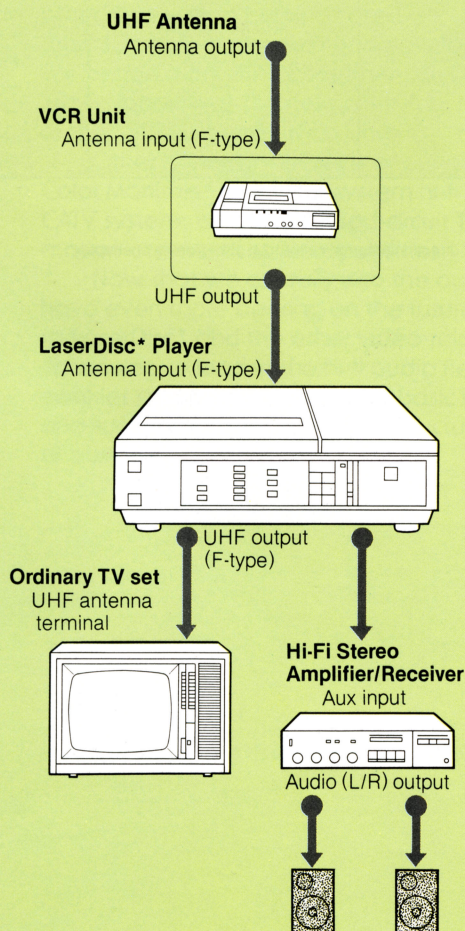 UHF Antenna
Antenna output
VCR Unit
Antenna input (F-type)
UHF output
LaserDisc* Player
Antenna input (F-type)
UHF output
(F-type)
Ordinary TV set
UHF antenna
terminal
Hi-Fi Stereo
Amplifier/Receiver
Aux input
Audio (L/R) output